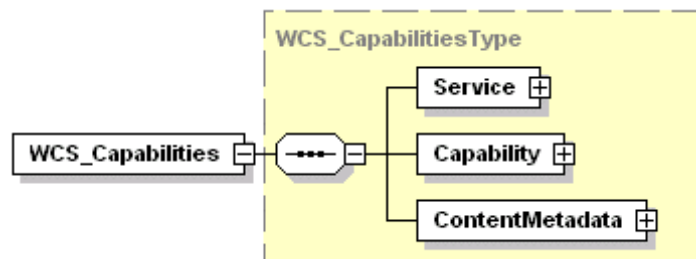 WCS_CapabilitiesType
Service
WCS_Capabilities
Capability
ContentMetadata